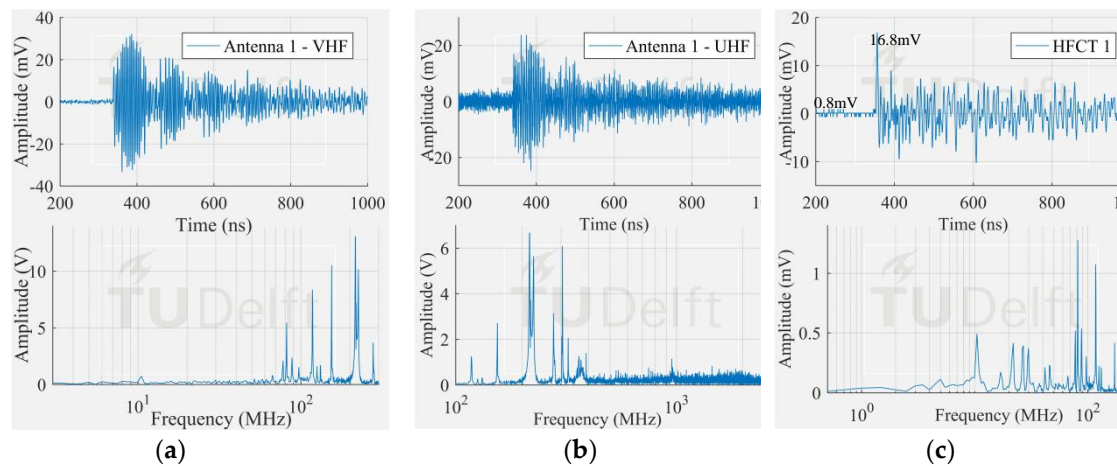 40
20
0
-20
-40
Amplitude (mV)
Antenna 1 - VHF
200 400 600 800 1000
Time (ns)
TUDelft
10
5
0
Amplitude (V)
TUDelft
10¹ 10²
Frequency (MHz)
(a)
40
20
0
-20
Amplitude (mV)
Antenna 1 - UHF
200 400 600 800
Time (ns)
TUDelft
6
4
2
0
Amplitude (V)
TUDelft
10² 10³
Frequency (MHz)
(b)
20
10
0
-10
Amplitude (mV)
HFCT 1
16.8mV
0.8mV
200 400 600 800
Time (ns)
TUDelft
1
0.5
0
Amplitude (mV)
TUDelft
10⁰ 10²
Frequency (MHz)
(c)